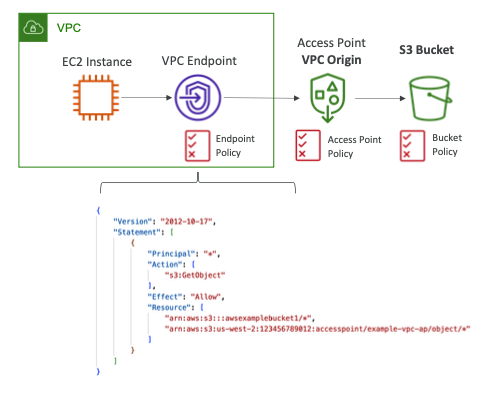 VPC
EC2 Instance
VPC Endpoint
Access Point
VPC Origin
S3 Bucket
Endpoint
Policy
Access Point
Policy
Bucket
Policy
{
"Version": "2012-10-17",
"Statement": [
{
"Principal": "*",
"Action": [
"s3:GetObject"
],
"Effect": "Allow",
"Resource": [
"arn:aws:s3:::awsexamplebucket1/*",
"arn:aws:s3:us-west-2:123456789012:accesspoint/example-vpc-ap/object/*"
]
}
]
}